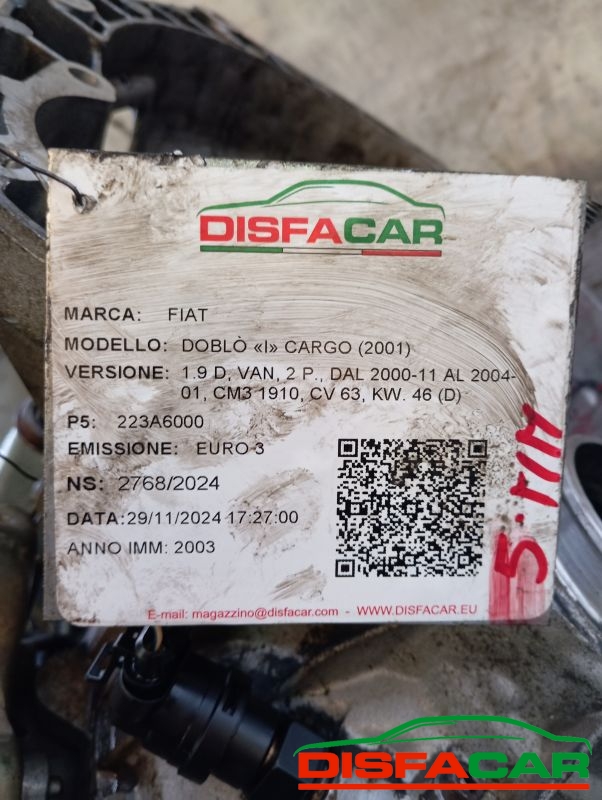 DISFACAR
MARCA: FIAT
MODELLO: DOBLÒ «I» CARGO (2001)
VERSIONE: 1.9 D, VAN, 2 P., DAL 2000-11 AL 2004-
01, CM3 1910, CV 63, KW. 46 (D)
P5: 223A6000
EMISSIONE: EURO 3
NS: 2768/2024
DATA:29/11/2024 17:27:00
ANNO IMM: 2003
E-mail: magazzino@disfacar.com - WWW.DISFACAR.EU
DISFACAR